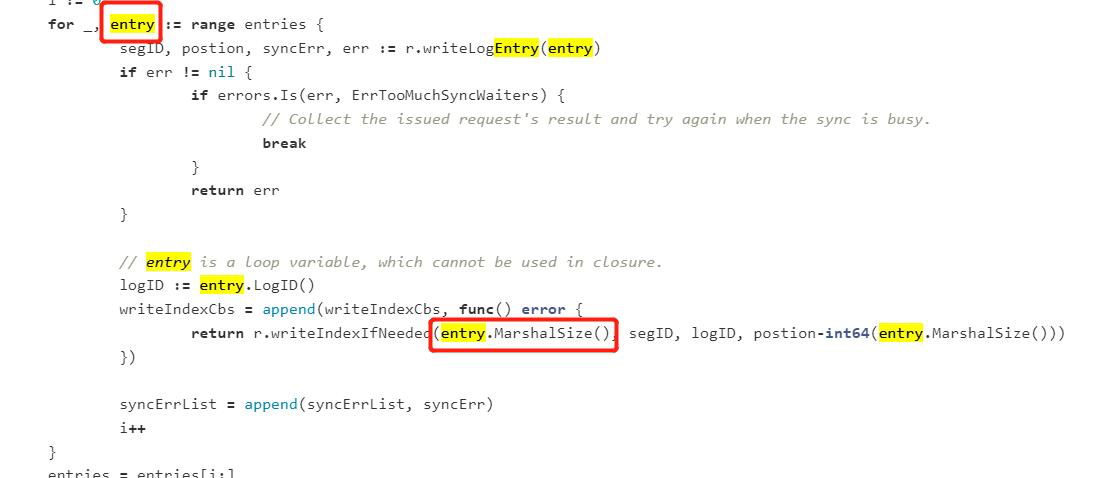 i := 0
for _, entry := range entries {
segID, postion, syncErr, err := r.writeLogEntry(entry)
if err != nil {
if errors.Is(err, ErrTooMuchSyncWaiters) {
// Collect the issued request's result and try again when the sync is busy.
break
}
return err
}
// entry is a loop variable, which cannot be used in closure.
logID := entry.LogID()
writeIndexCbs = append(writeIndexCbs, func() error {
return r.writeIndexIfNeeded(entry.MarshalSize(), segID, logID, postion-int64(entry.MarshalSize()))
})
syncErrList = append(syncErrList, syncErr)
i++
}
entries = entries[i:]